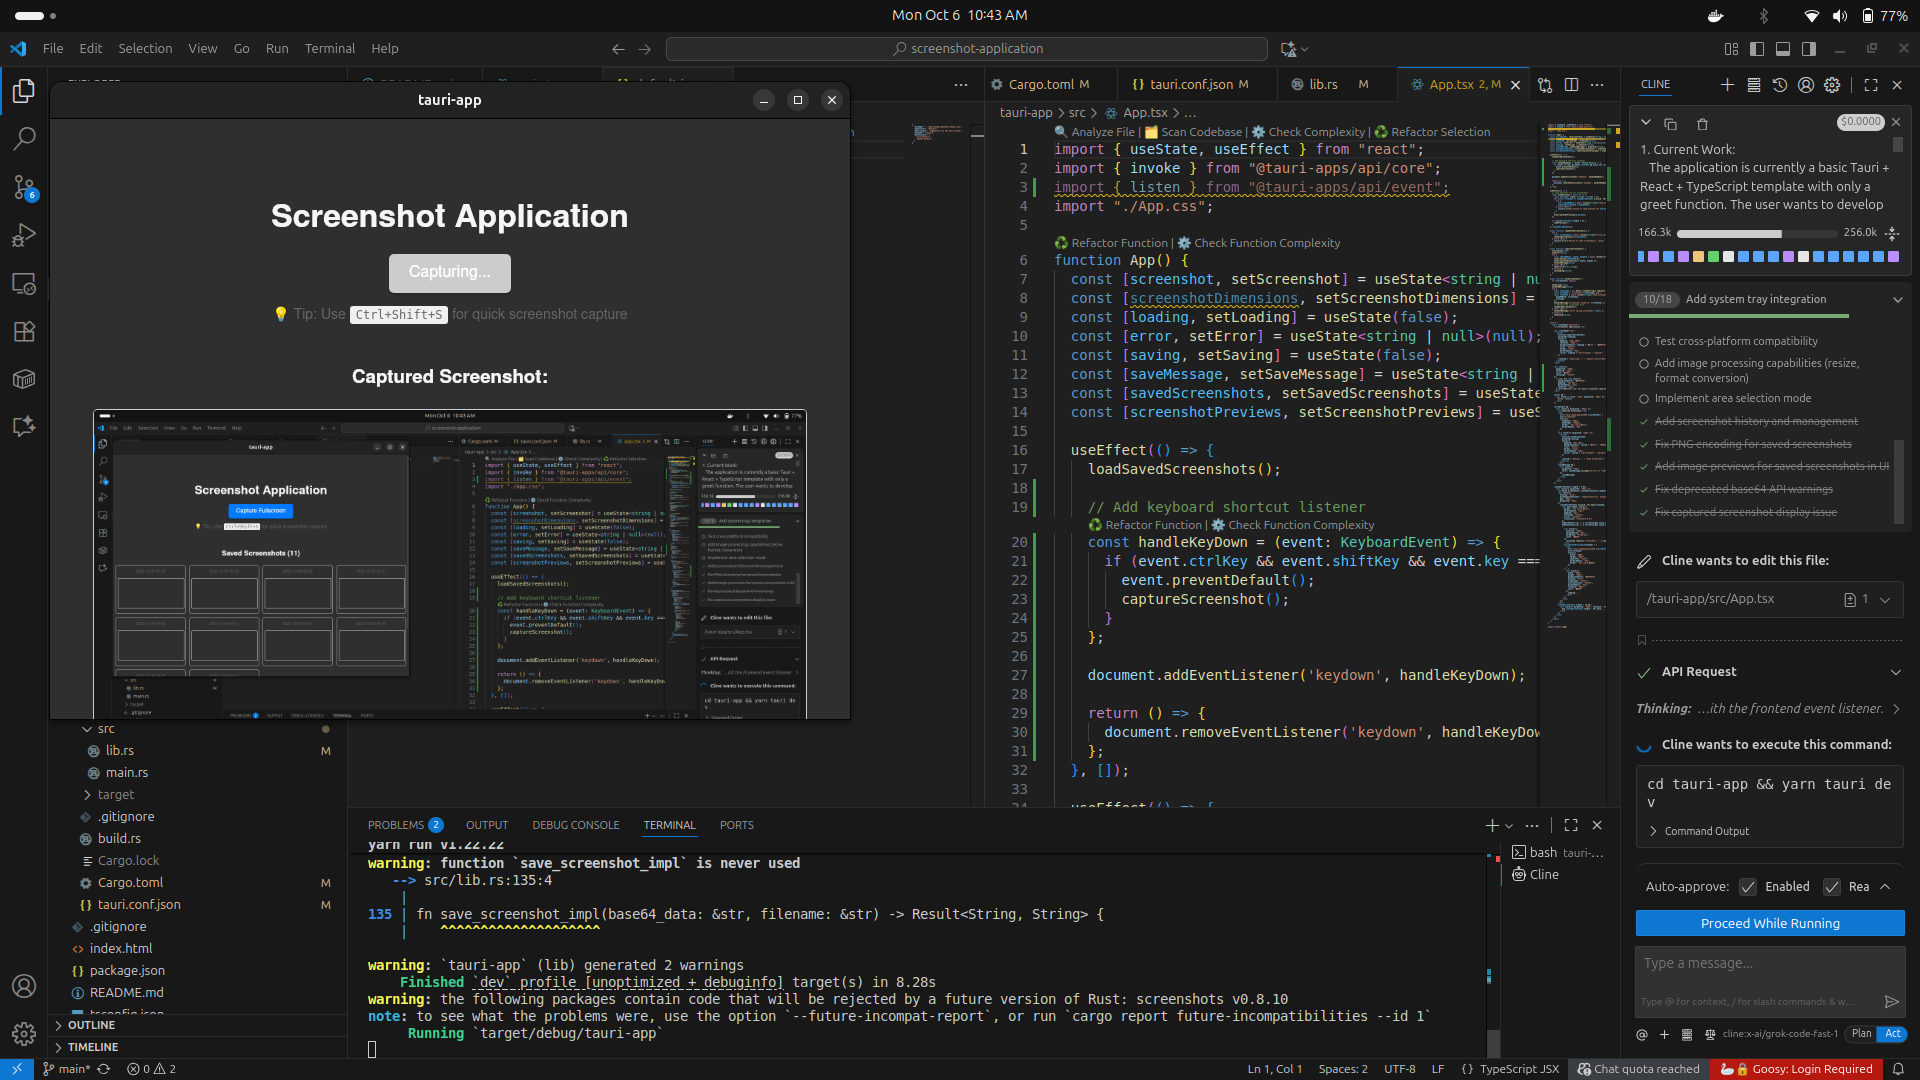 Mon Oct 6  10:43 AM
77%
File Edit Selection View Go Run Terminal Help
screenshot-application
tauri-app
Screenshot Application
Capturing...
💡 Tip: Use Ctrl+Shift+S for quick screenshot capture
Captured Screenshot:
Mon Oct 6 10:43 AM
tauri-app
Screenshot Application
Capture Fullscreen
Saved Screenshots (11)
6
src
lib.rs M
main.rs
target
.gitignore
build.rs
Cargo.lock
Cargo.toml M
tauri.conf.json M
.gitignore
index.html
package.json
README.md
tsconfig.json
OUTLINE
TIMELINE
Cargo.toml M
tauri.conf.json M
lib.rs M
App.tsx 2, M
tauri-app > src > App.tsx > ...
🔍 Analyze File | Scan Codebase | ⚙️ Check Complexity | ♻️ Refactor Selection
1 import { useState, useEffect } from "react";
2 import { invoke } from "@tauri-apps/api/core";
3 import { listen } from "@tauri-apps/api/event";
4 import "./App.css";
5
♻️ Refactor Function | ⚙️ Check Function Complexity
6 function App() {
7 const [screenshot, setScreenshot] = useState<string | nu
8 const [screenshotDimensions, setScreenshotDimensions] =
9 const [loading, setLoading] = useState(false);
10 const [error, setError] = useState<string | null>(null);
11 const [saving, setSaving] = useState(false);
12 const [saveMessage, setSaveMessage] = useState<string |
13 const [savedScreenshots, setSavedScreenshots] = useState
14 const [screenshotPreviews, setScreenshotPreviews] = useS
15
16 useEffect(() => {
17 loadSavedScreenshots();
18
19 // Add keyboard shortcut listener
♻️ Refactor Function | ⚙️ Check Function Complexity
20 const handleKeyDown = (event: KeyboardEvent) => {
21 if (event.ctrlKey && event.shiftKey && event.key ===
22 event.preventDefault();
23 captureScreenshot();
24 }
25 };
26
27 document.addEventListener('keydown', handleKeyDown);
28
29 return () => {
30 document.removeEventListener('keydown', handleKeyDow
31 };
32 }, []);
33
34 useEffect(() => {
PROBLEMS 2 OUTPUT DEBUG CONSOLE TERMINAL PORTS
yarn run v1.22.22
warning: function `save_screenshot_impl` is never used
--> src/lib.rs:135:4
|
135 | fn save_screenshot_impl(base64_data: &str, filename: &str) -> Result<String, String> {
| ^^^^^^^^^^^^^^^^^^^^
warning: `tauri-app` (lib) generated 2 warnings
Finished `dev` profile [unoptimized + debuginfo] target(s) in 8.28s
warning: the following packages contain code that will be rejected by a future version of Rust: screenshots v0.8.10
note: to see what the problems were, use the option `--future-incompat-report`, or run `cargo report future-incompatibilities --id 1`
Running `target/debug/tauri-app`
bash tauri-...
Cline
CLINE
$0.0000
1. Current Work:
The application is currently a basic Tauri +
React + TypeScript template with only a
greet function. The user wants to develop
166.3k 256.0k
10/18 Add system tray integration
Test cross-platform compatibility
Add image processing capabilities (resize,
format conversion)
Implement area selection mode
Add screenshot history and management
Fix PNG encoding for saved screenshots
Add image previews for saved screenshots in UI
Fix deprecated base64 API warnings
Fix captured screenshot display issue
Cline wants to edit this file:
/tauri-app/src/App.tsx 1
API Request
Thinking: ...ith the frontend event listener.
Cline wants to execute this command:
cd tauri-app && yarn tauri de
v
Command Output
Auto-approve: Enabled Rea
Proceed While Running
Type a message...
Type @ for context, / for slash commands & w...
cline:x-ai/grok-code-fast-1 Plan Act
main* 0 2
Ln 1, Col 1 Spaces: 2 UTF-8 LF {} TypeScript JSX Chat quota reached Goosy: Login Required